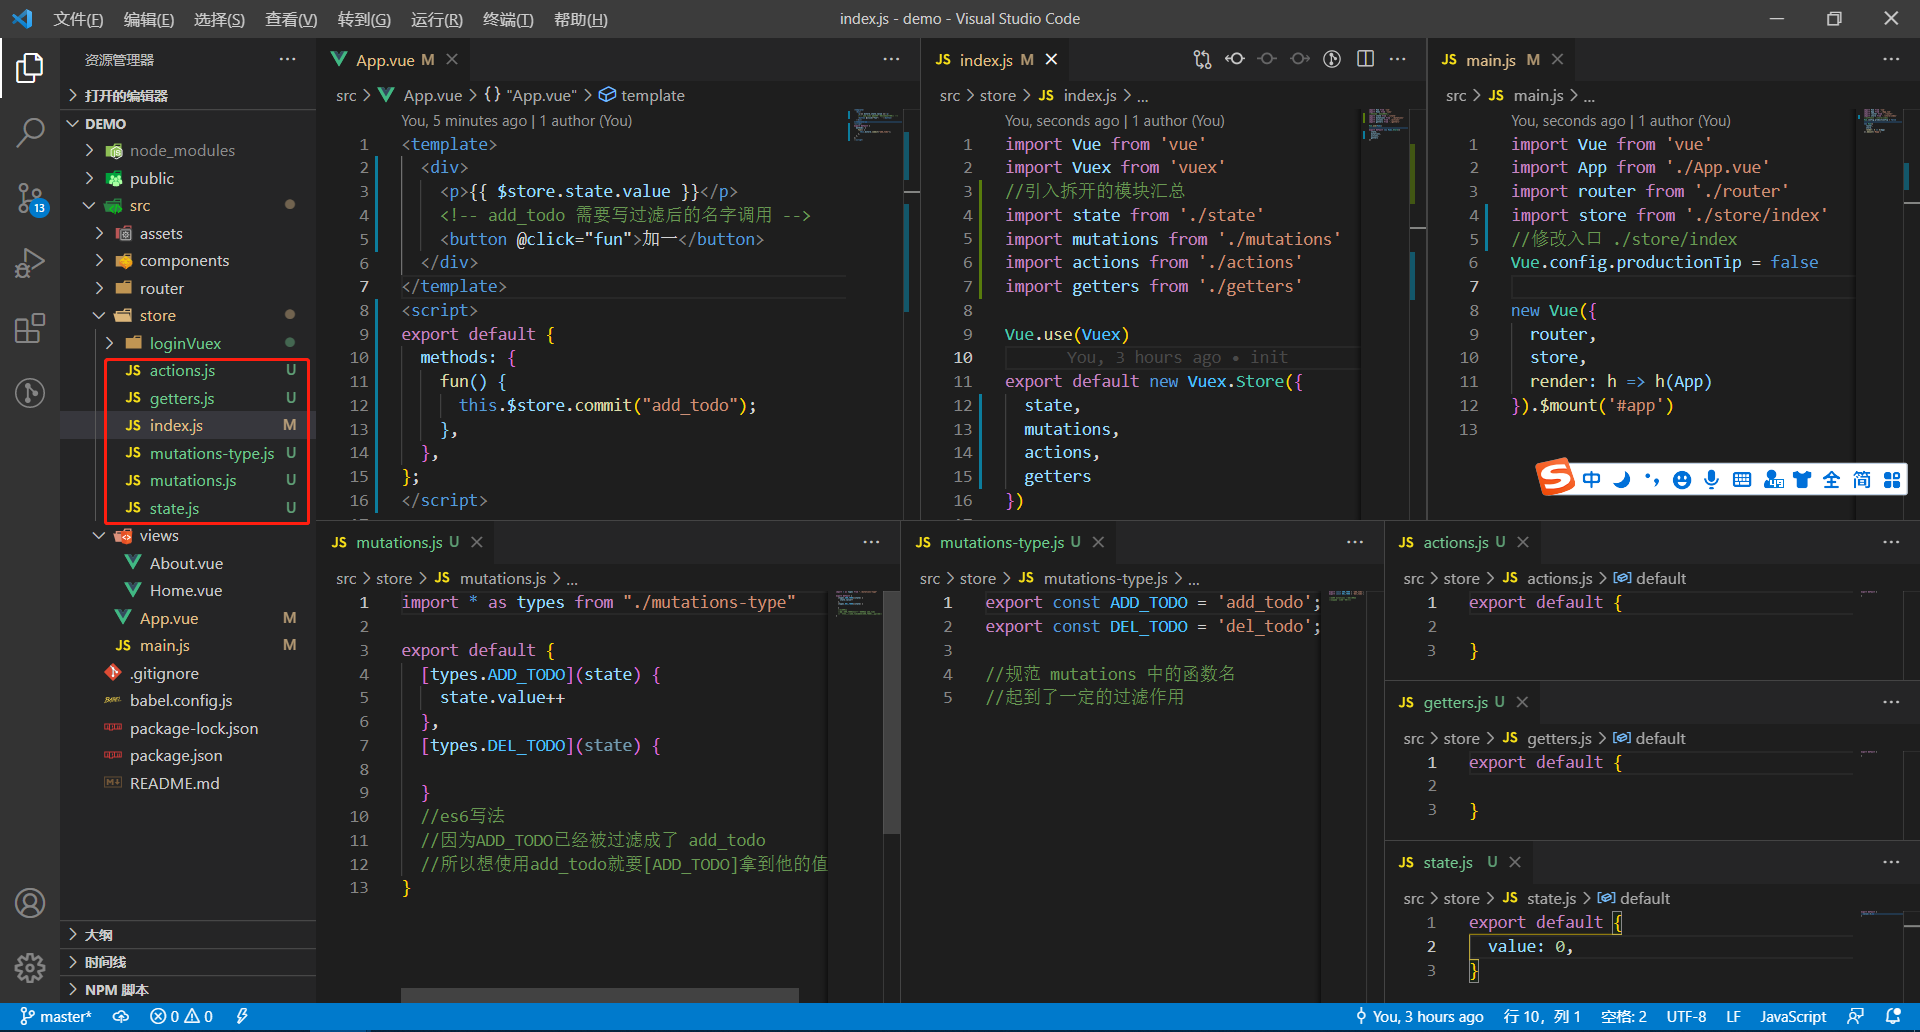 文件(F) 编辑(E) 选择(S) 查看(V) 转到(G) 运行(R) 终端(T) 帮助(H)
index.js - demo - Visual Studio Code
资源管理器 ···
打开的编辑器
DEMO
node_modules
public
src
assets
components
router
store
loginVuex
JS actions.js U
JS getters.js U
JS index.js M
JS mutations-type.js U
JS mutations.js U
JS state.js U
views
About.vue
Home.vue
App.vue M
JS main.js M
.gitignore
babel.config.js
package-lock.json
package.json
README.md
大纲
时间线
NPM 脚本
13
App.vue M
src > App.vue > {} "App.vue" > template
You, 5 minutes ago | 1 author (You)
1 <template>
2 <div>
3 <p>{{ $store.state.value }}</p>
4 <!-- add_todo 需要写过滤后的名字调用 -->
5 <button @click="fun">加一</button>
6 </div>
7 </template>
8 <script>
9 export default {
10 methods: {
11 fun() {
12 this.$store.commit("add_todo");
13 },
14 },
15 };
16 </script>
JS index.js M
src > store > JS index.js > ...
You, seconds ago | 1 author (You)
1 import Vue from 'vue'
2 import Vuex from 'vuex'
3 //引入拆开的模块汇总
4 import state from './state'
5 import mutations from './mutations'
6 import actions from './actions'
7 import getters from './getters'
8
9 Vue.use(Vuex)
10 You, 3 hours ago • init
11 export default new Vuex.Store({
12 state,
13 mutations,
14 actions,
15 getters
16 })
JS main.js M
src > JS main.js > ...
You, seconds ago | 1 author (You)
1 import Vue from 'vue'
2 import App from './App.vue'
3 import router from './router'
4 import store from './store/index'
5 //修改入口 ./store/index
6 Vue.config.productionTip = false
7
8 new Vue({
9 router,
10 store,
11 render: h => h(App)
12 }).$mount('#app')
13
S 中 全 简
JS mutations.js U
src > store > JS mutations.js > ...
1 import * as types from "./mutations-type"
2
3 export default {
4 [types.ADD_TODO](state) {
5 state.value++
6 },
7 [types.DEL_TODO](state) {
8
9 }
10 //es6写法
11 //因为ADD_TODO已经被过滤成了 add_todo
12 //所以想使用add_todo就要[ADD_TODO]拿到他的值
13 }
JS mutations-type.js U
src > store > JS mutations-type.js > ...
1 export const ADD_TODO = 'add_todo';
2 export const DEL_TODO = 'del_todo';
3
4 //规范 mutations 中的函数名
5 //起到了一定的过滤作用
JS actions.js U
src > store > JS actions.js > default
1 export default {
2
3 }
JS getters.js U
src > store > JS getters.js > default
1 export default {
2
3 }
JS state.js U
src > store > JS state.js > default
1 export default {
2 value: 0,
3 }
master* 0 0
You, 3 hours ago 行 10，列 1 空格: 2 UTF-8 LF JavaScript